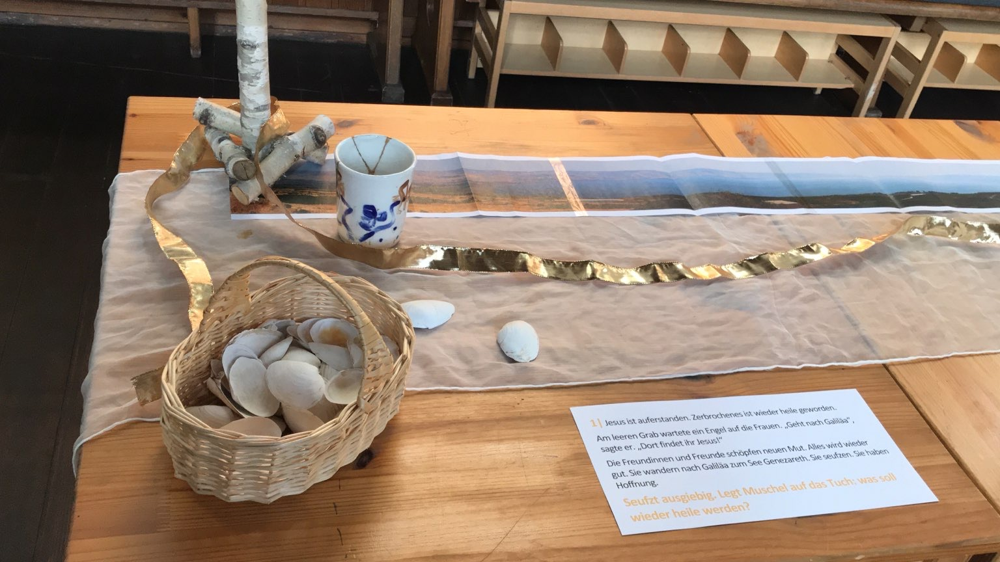 1| Jesus ist auferstanden. Zerbrochenes ist wieder heile geworden.
Am leeren Grab wartete ein Engel auf die Frauen. „Geht nach Galiläa",
sagte er. „Dort findet ihr Jesus!"
Die Freundinnen und Freunde schöpfen neuen Mut. Alles wird wieder
gut. Sie wandern nach Galiläa zum See Genezareth. Sie seufzen. Sie haben
Hoffnung.
Seufzt ausgiebig. Legt Muschel auf das Tuch: was soll
wieder heile werden?